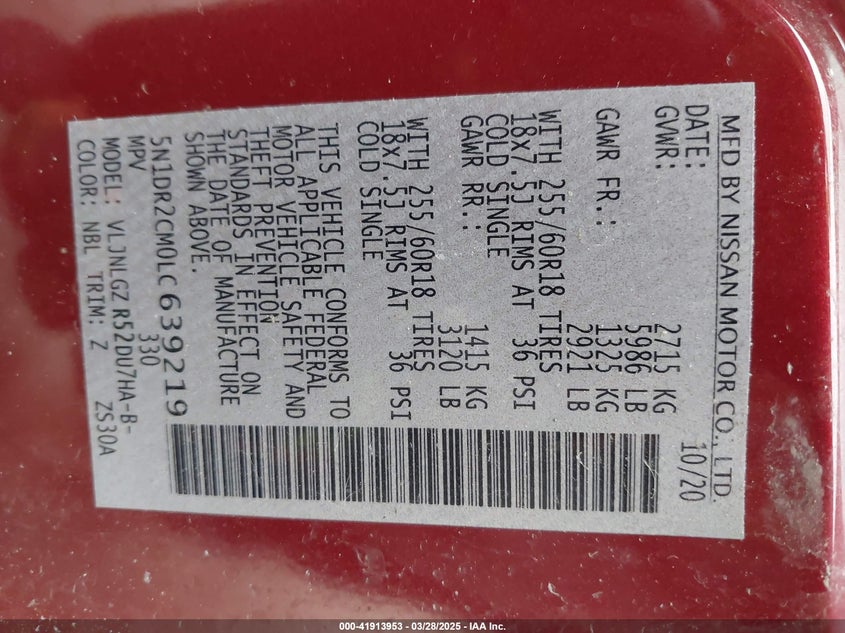 MFD BY NISSAN MOTOR CO., LTD.
DATE: 10/20
GVWR: 2715 KG
5986 LB
GAWR FR.: 1325 KG
2921 LB
WITH 255/60R18 TIRES
18x7.5J RIMS AT 36 PSI
COLD SINGLE
GAWR RR.: 1415 KG
3120 LB
WITH 255/60R18 TIRES
18x7.5J RIMS AT 36 PSI
COLD SINGLE
THIS VEHICLE CONFORMS TO
ALL APPLICABLE FEDERAL
MOTOR VEHICLE SAFETY AND
THEFT PREVENTION
STANDARDS IN EFFECT ON
THE DATE OF MANUFACTURE
SHOWN ABOVE.
5N1DR2CM0LC639219
MPV 330
MODEL: VLJNLGZ R52DU7HA-B-
COLOR: NBL TRIM: Z ZS30A
000-41913953 - 03/28/2025 - IAA Inc.